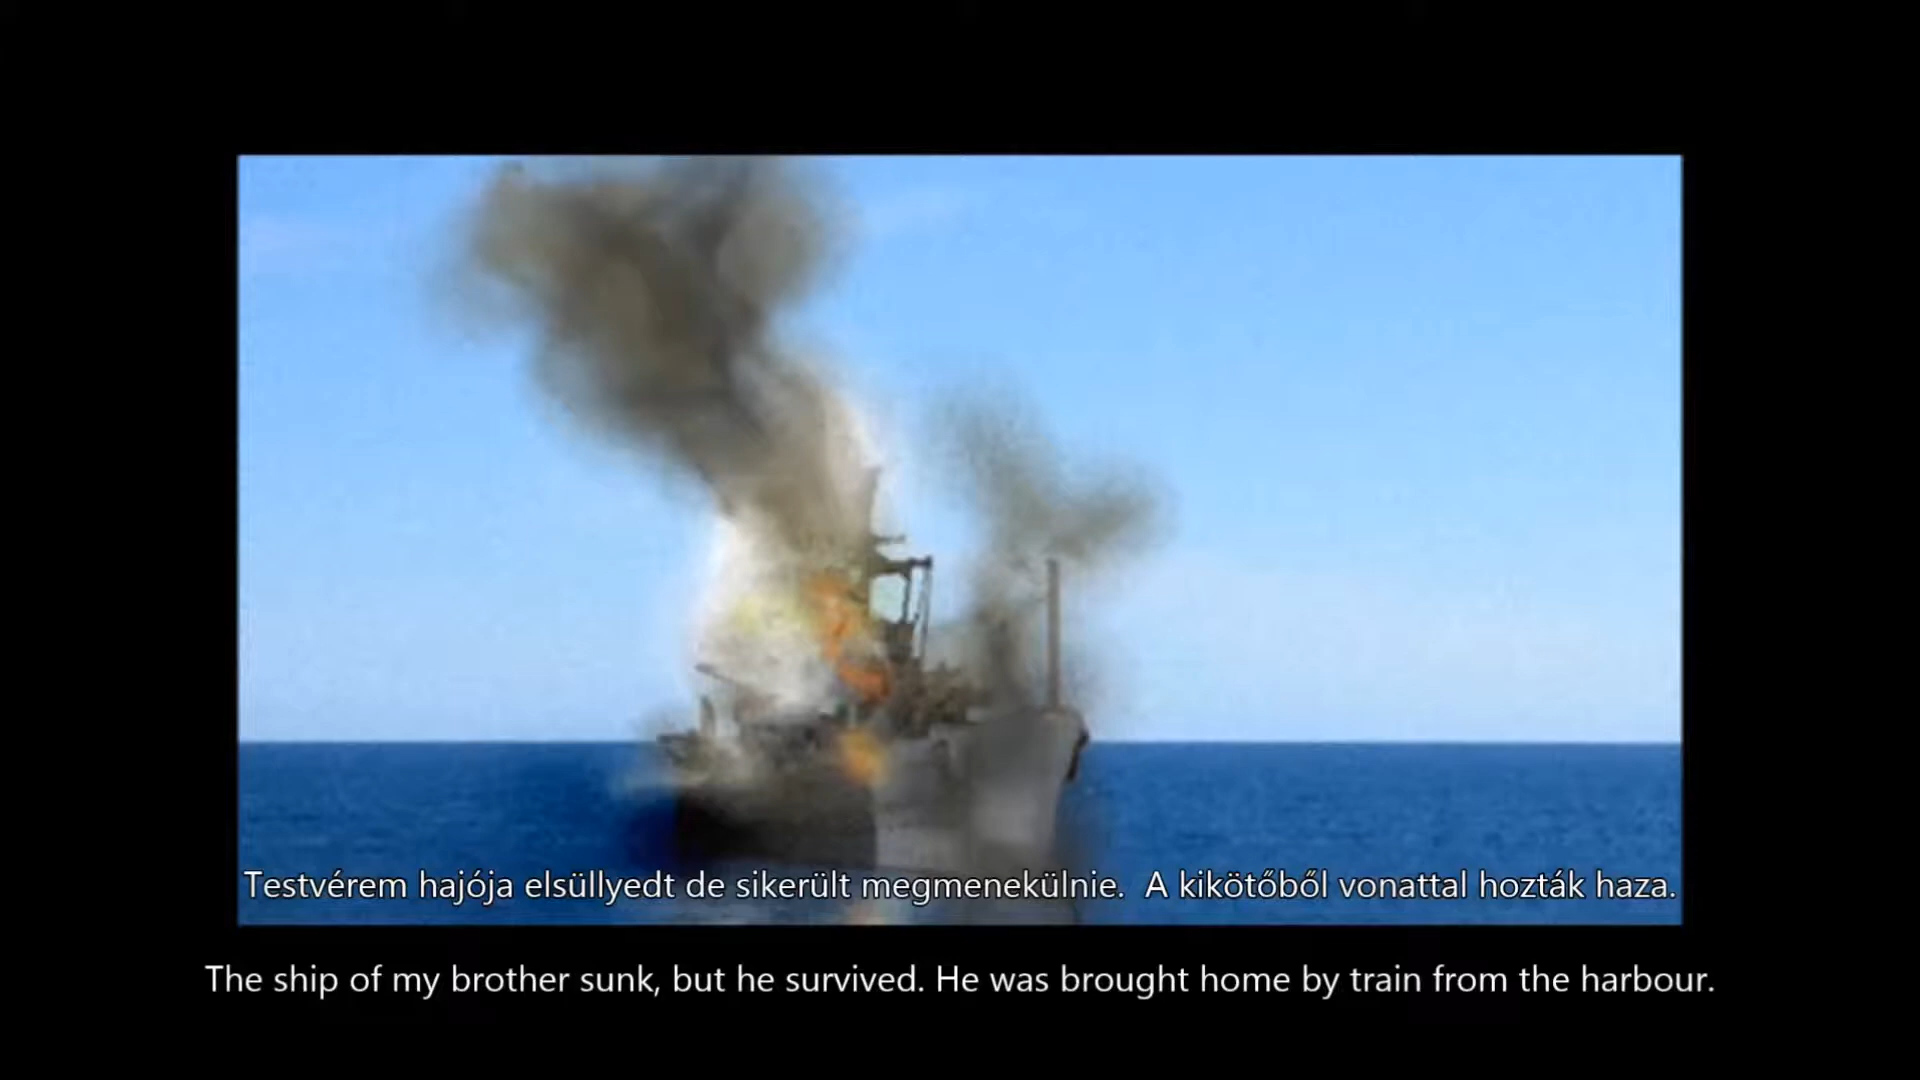 Testvérem hajója elsüllyedt de sikerült megmenekülnie.  A kikötőből vonattal hozták haza.
The ship of my brother sunk, but he survived. He was brought home by train from the harbour.